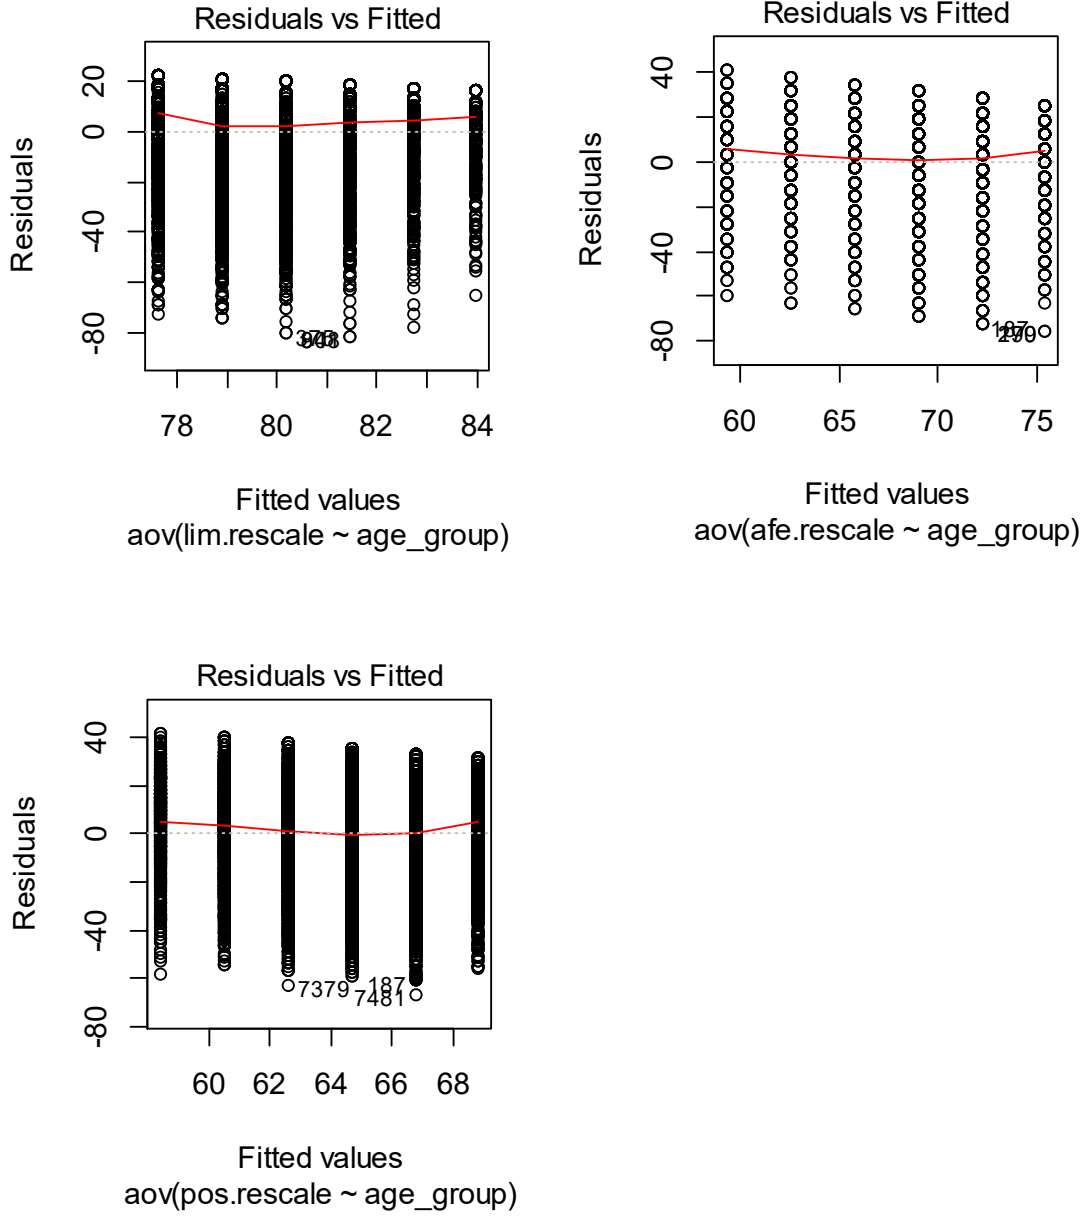 Residuals vs Fitted
Residuals
20
0
-40
-80
78
80
82
84
Fitted values
aov(lim.rescale ~ age_group)
Residuals vs Fitted
Residuals
40
0
-40
-80
60
65
70
75
Fitted values
aov(afe.rescale ~ age_group)
Residuals vs Fitted
Residuals
40
0
-40
-80
7379
187
7481
60
62
64
66
68
Fitted values
aov(pos.rescale ~ age_group)